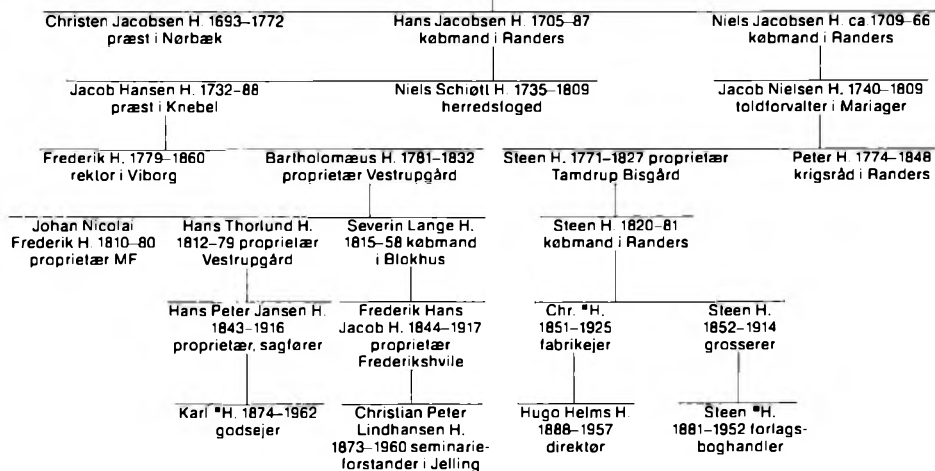 Christen Jacobsen H. 1693–1772
præst i Nørbæk
Hans Jacobsen H. 1705–87
købmand i Randers
Niels Jacobsen H. ca 1709–66
købmand i Randers
Jacob Hansen H. 1732–88
præst i Knebel
Niels Schiøtt H. 1735–1809
herredsfoged
Jacob Nielsen H. 1740–1809
toldforvalter i Mariager
Frederik H. 1779–1860
rektor i Viborg
Bartholomæus H. 1781–1832
proprietær Vestrupgård
Steen H. 1771–1827 proprietær
Tamdrup Bisgård
Peter H. 1774–1848
krigsråd i Randers
Johan Nicolai
Frederik H. 1810–80
proprietær MF
Hans Thorlund H.
1812–79 proprietær
Vestrupgård
Severin Lange H.
1815–58 købmand
i Blokhus
Steen H. 1820–81
købmand i Randers
Hans Peter Jansen H.
1843–1916
proprietær, sagfører
Frederik Hans
Jacob H. 1844–1917
proprietær
Frederikshvile
Chr. *H.
1851–1925
fabrikejer
Steen H.
1852–1914
grosserer
Karl *H. 1874–1962
godsejer
Christian Peter
Lindhansen H.
1873–1960 seminarie-
forstander i Jelling
Hugo Helms H.
1888–1957
direktør
Steen *H.
1881–1952 forlags-
boghandler